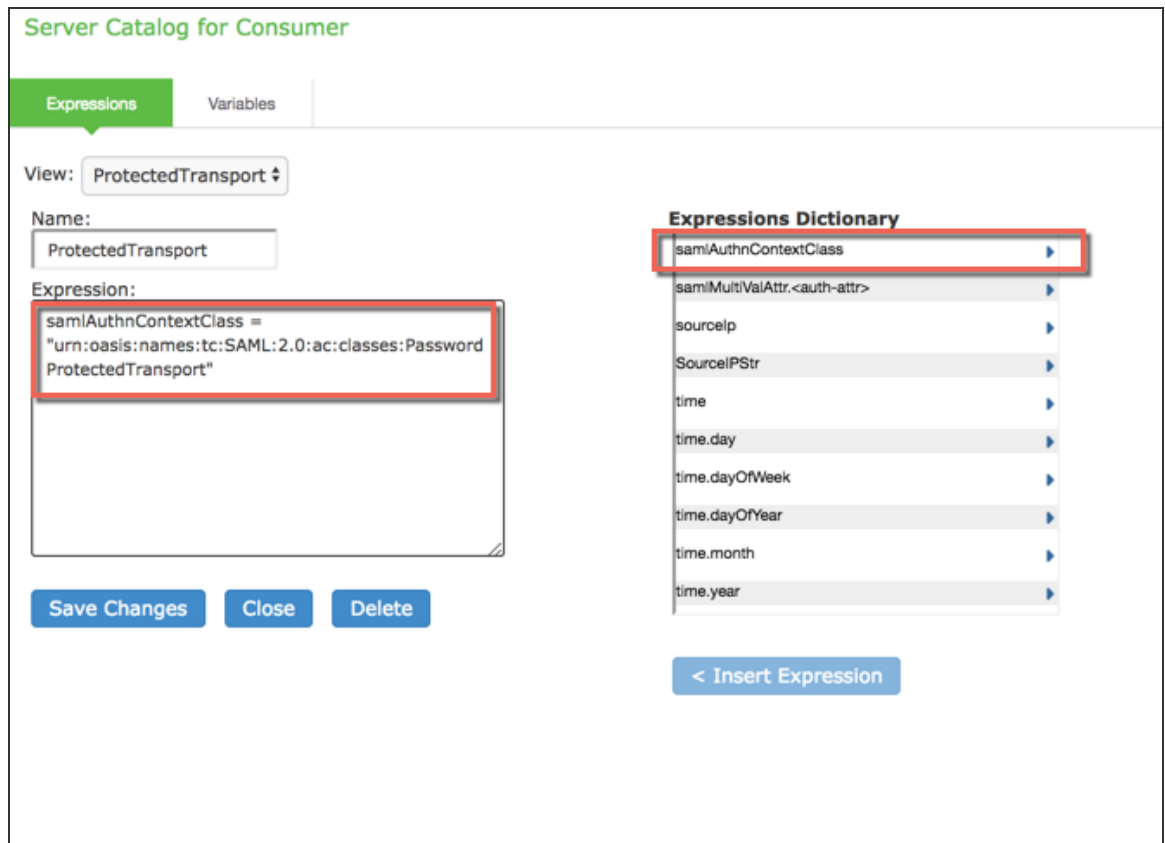 Server Catalog for Consumer
Expressions
Variables
View: ProtectedTransport
Name:
ProtectedTransport
Expression:
samlAuthnContextClass =
"urn:oasis:names:tc:SAML:2.0:ac:classes:Password
ProtectedTransport"
Save Changes
Close
Delete
Expressions Dictionary
samlAuthnContextClass
samlMultiValAttr.<auth-attr>
sourceIp
SourceIPStr
time
time.day
time.dayOfWeek
time.dayOfYear
time.month
time.year
< Insert Expression